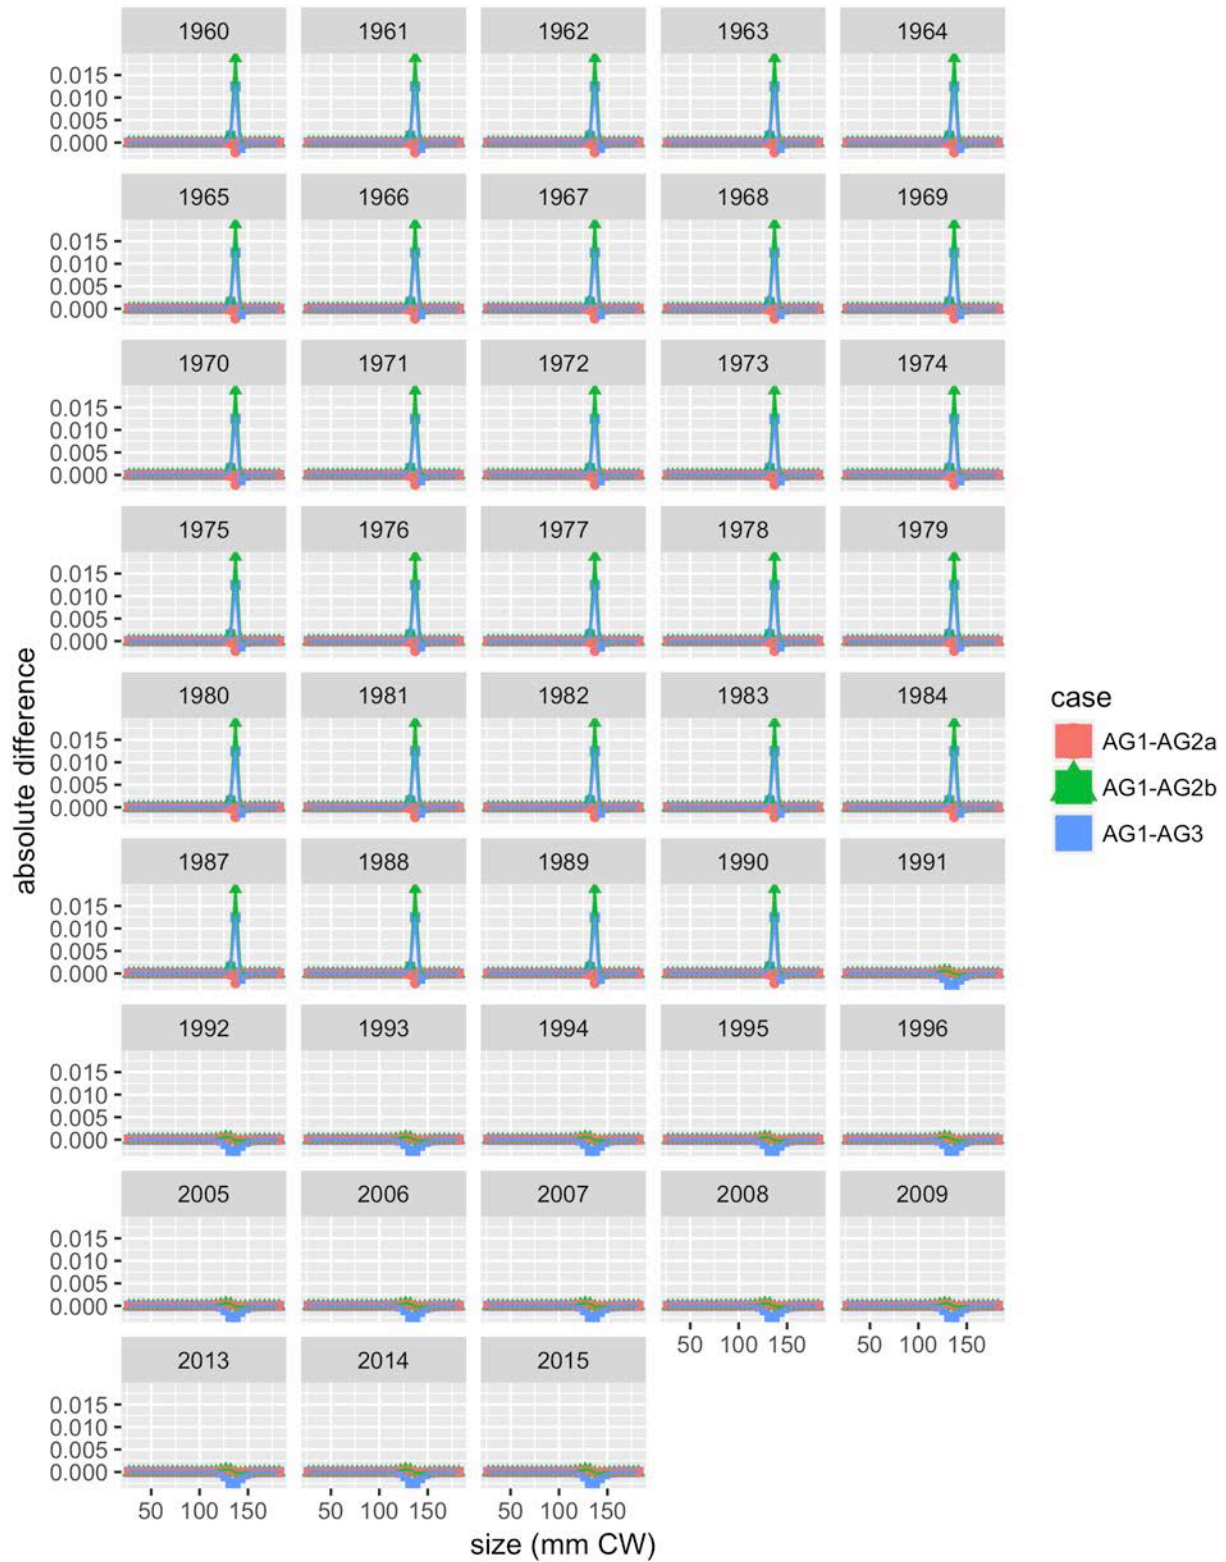 1960 1961 1962 1963 1964
0.015
0.010
0.005
0.000
1965 1966 1967 1968 1969
0.015
0.010
0.005
0.000
1970 1971 1972 1973 1974
0.015
0.010
0.005
0.000
1975 1976 1977 1978 1979
0.015
0.010
0.005
0.000
1980 1981 1982 1983 1984
0.015
0.010
0.005
0.000
1987 1988 1989 1990 1991
0.015
0.010
0.005
0.000
1992 1993 1994 1995 1996
0.015
0.010
0.005
0.000
2005 2006 2007 2008 2009
0.015
0.010
0.005
0.000
50 100 150 50 100 150
2013 2014 2015
0.015
0.010
0.005
0.000
50 100 150 50 100 150 50 100 150
size (mm CW)
absolute difference
case
AG1-AG2a
AG1-AG2b
AG1-AG3